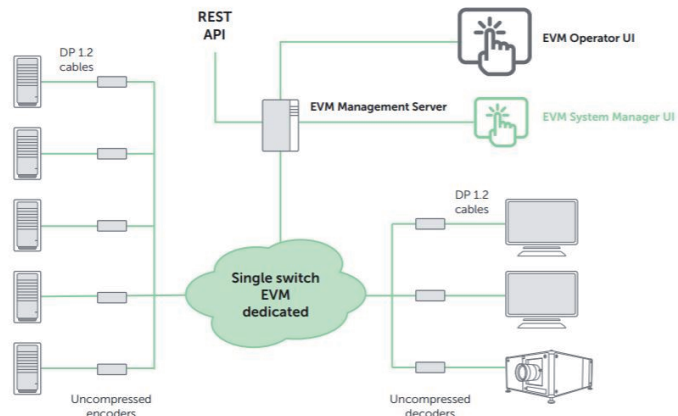 REST
API
EVM Operator UI
DP 1.2
cables
EVM Management Server
EVM System Manager UI
DP 1.2
cables
Single switch
EVM
dedicated
Uncompressed
encoders
Uncompressed
decoders